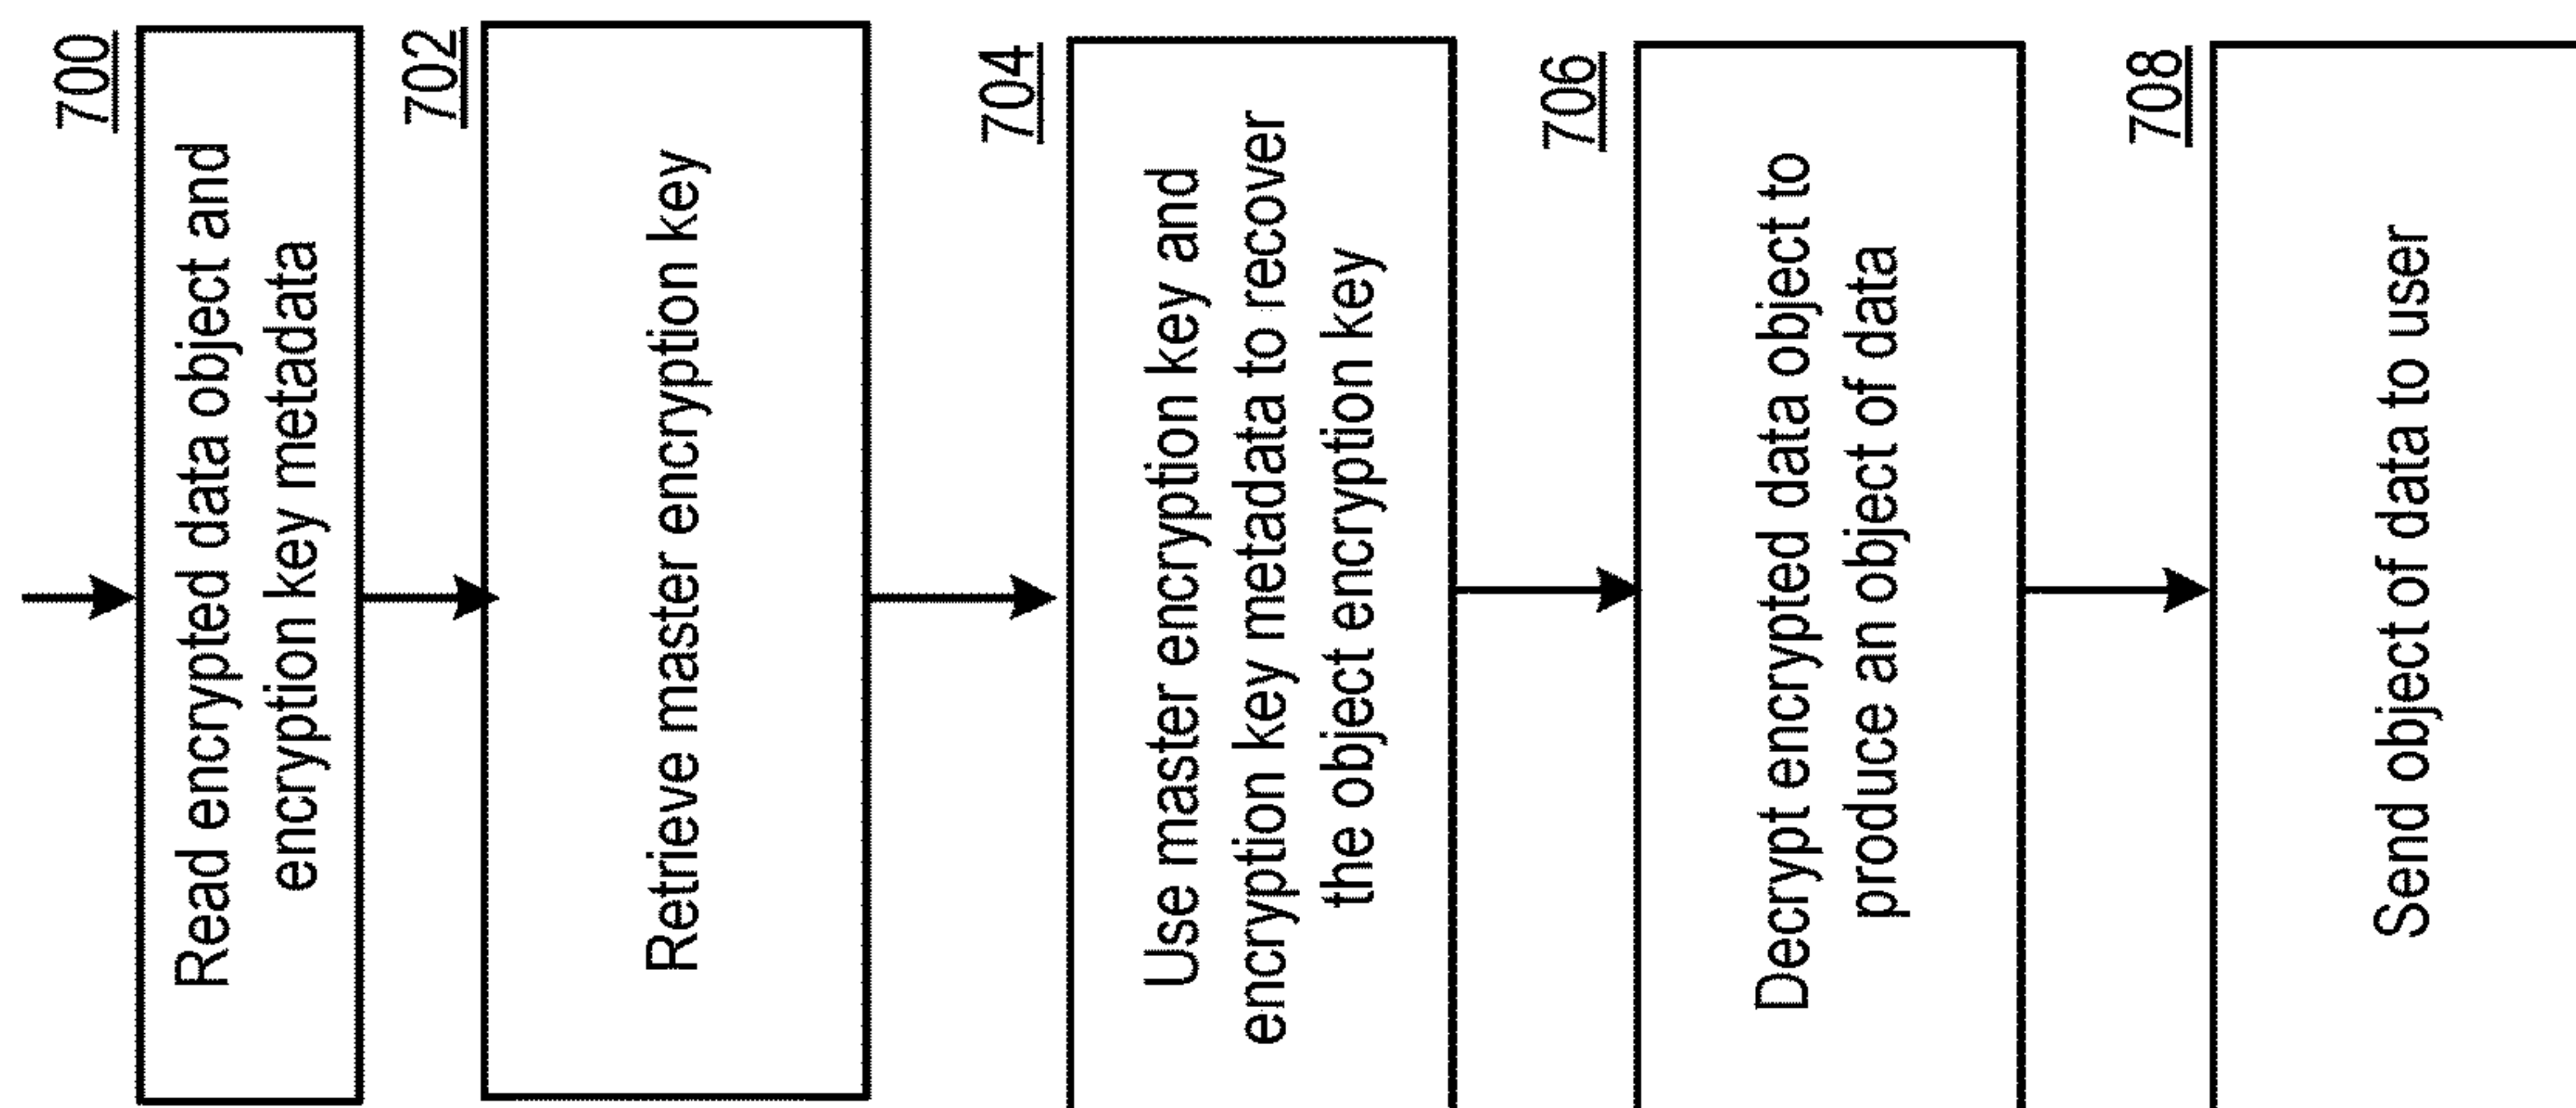 700
Read encrypted data object and
encryption key metadata
702
Retrieve master encryption key
704
Use master encryption key and
encryption key metadata to recover
the object encryption key
706
Decrypt encrypted data object to
produce an object of data
708
Send object of data to user